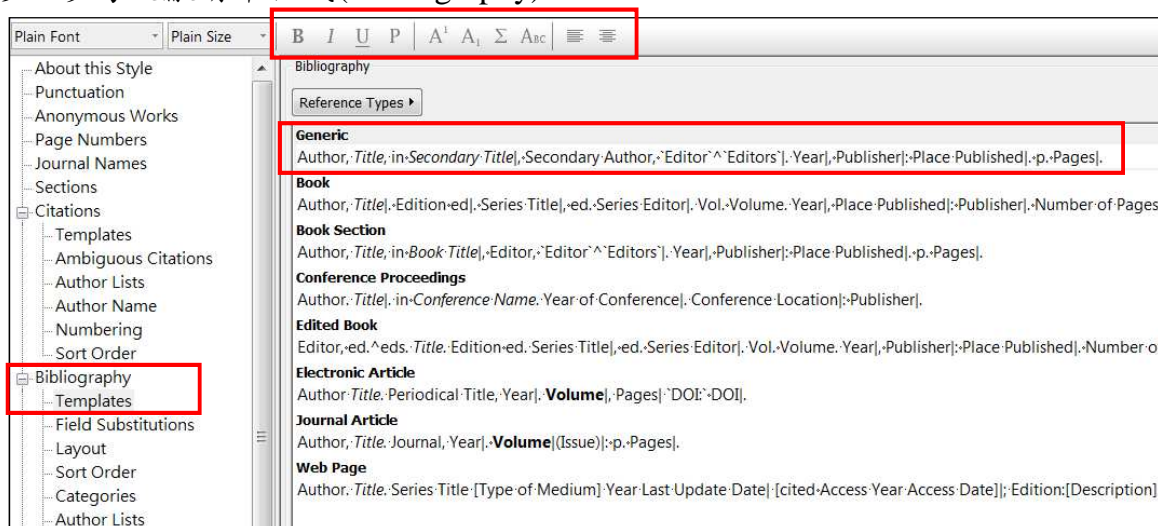 (Bibliography)
Plain Font Plain Size B I U P A¹ A₁ Σ Aʙᴄ
About this Style
Punctuation
Anonymous Works
Page Numbers
Journal Names
Sections
Citations
Templates
Ambiguous Citations
Author Lists
Author Name
Numbering
Sort Order
Bibliography
Templates
Field Substitutions
Layout
Sort Order
Categories
Author Lists
Bibliography
Reference Types
Generic
Author,·Title,·in·Secondary·Title|,·Secondary·Author,·`Editor`^`Editors`|.·Year|,·Publisher|:·Place Published|.·p.·Pages|.
Book
Author,·Title|.·Edition·ed|.·Series·Title|,·ed.·Series·Editor|.·Vol.·Volume.·Year|,·Place Published|:·Publisher|.·Number of Pages
Book Section
Author,·Title,·in·Book·Title|,·Editor,·`Editor`^`Editors`|.·Year|,·Publisher|:·Place Published|.·p.·Pages|.
Conference Proceedings
Author.·Title|.·in·Conference·Name.·Year of Conference|.·Conference·Location|:·Publisher|.
Edited Book
Editor,·ed.^eds.·Title.·Edition·ed.·Series·Title|,·ed.·Series·Editor|.·Vol.·Volume.·Year|,·Publisher|:·Place Published|.·Number o
Electronic Article
Author·Title.·Periodical·Title,·Year|.·Volume|,·Pages|·`DOI:`·DOI|.
Journal Article
Author,·Title.·Journal,·Year|.·Volume|(Issue)|:·p.·Pages|.
Web Page
Author.·Title.·Series·Title·[Type·of·Medium]·Year·Last·Update·Date|·[cited·Access·Year·Access·Date]|;·Edition:[Description]